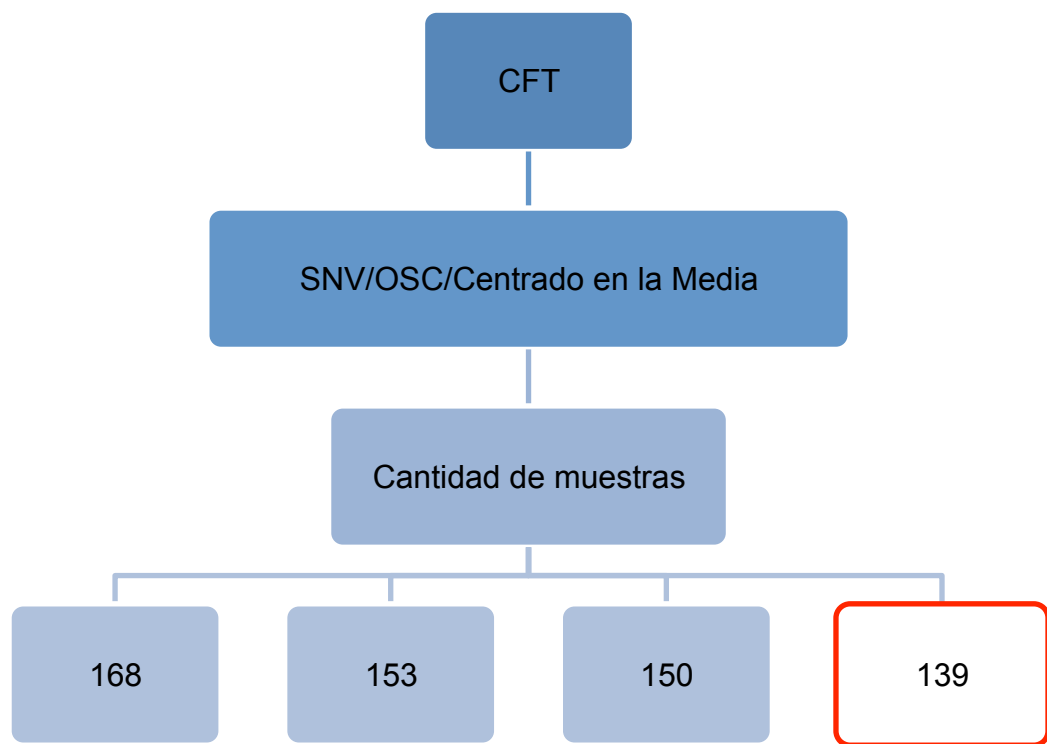 CFT
SNV/OSC/Centrado en la Media
Cantidad de muestras
168
153
150
139